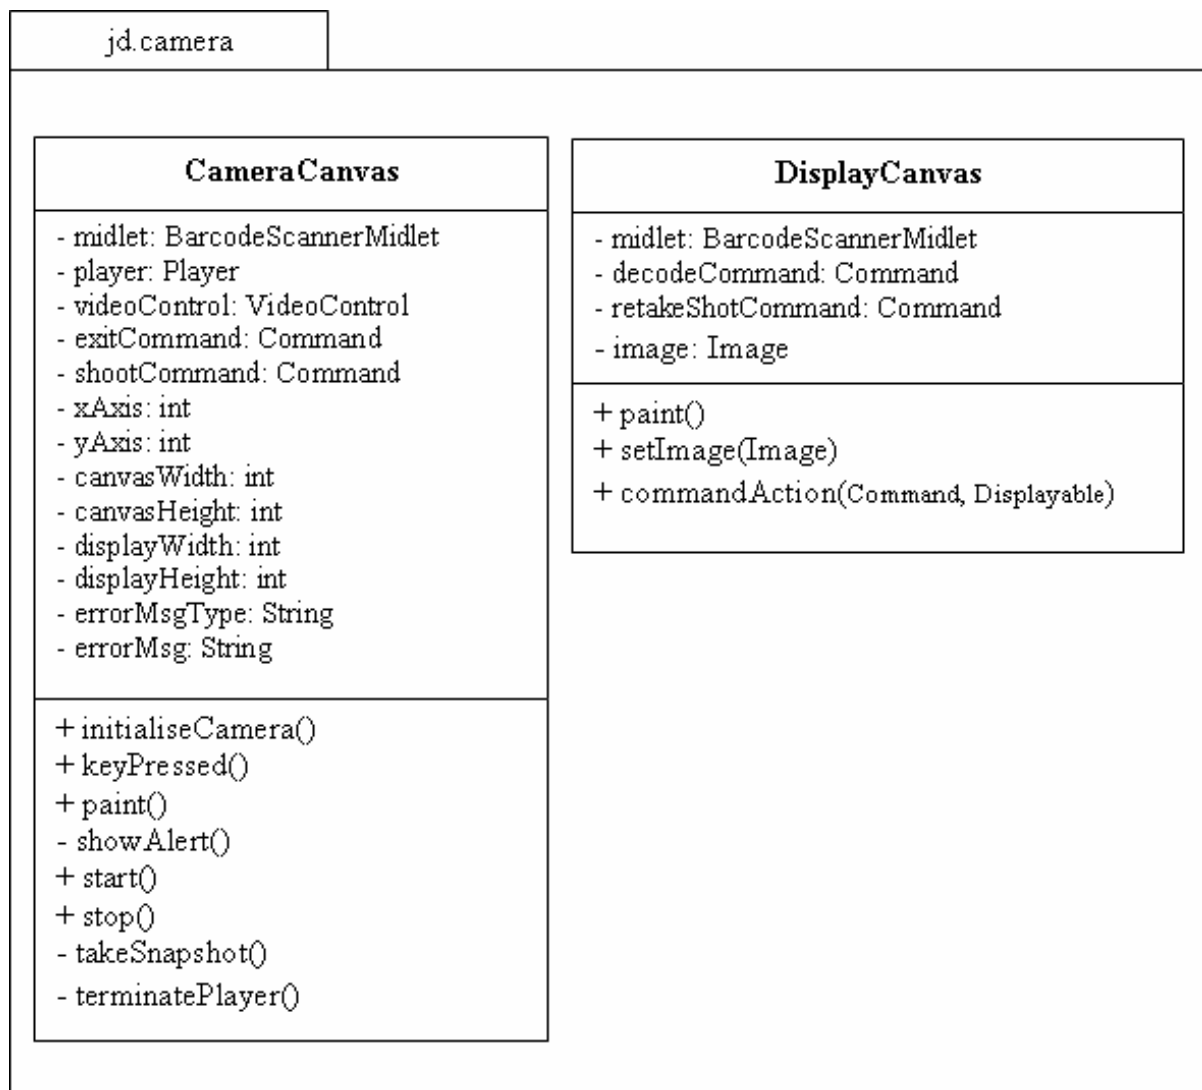 jd.camera
CameraCanvas
- midlet: BarcodeScannerMidlet
- player: Player
- videoControl: VideoControl
- exitCommand: Command
- shootCommand: Command
- xAxis: int
- yAxis: int
- canvasWidth: int
- canvasHeight: int
- displayWidth: int
- displayHeight: int
- errorMsgType: String
- errorMsg: String
+ initialiseCamera()
+ keyPressed()
+ paint()
- showAlert()
+ start()
+ stop()
- takeSnapshot()
- terminatePlayer()
DisplayCanvas
- midlet: BarcodeScannerMidlet
- decodeCommand: Command
- retakeShotCommand: Command
- image: Image
+ paint()
+ setImage(Image)
+ commandAction(Command, Displayable)